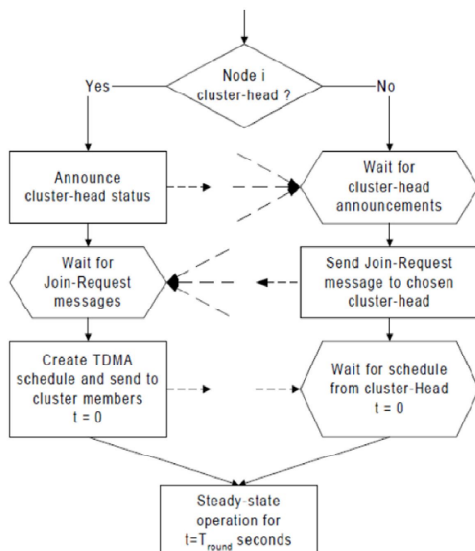 Node i
cluster-head ?
Yes
No
Announce
cluster-head status
Wait for
cluster-head
announcements
Wait for
Join-Request
messages
Send Join-Request
message to chosen
cluster-head
Create TDMA
schedule and send to
cluster members
t = 0
Wait for schedule
from cluster-Head
t = 0
Steady-state
operation for
t=Tround seconds